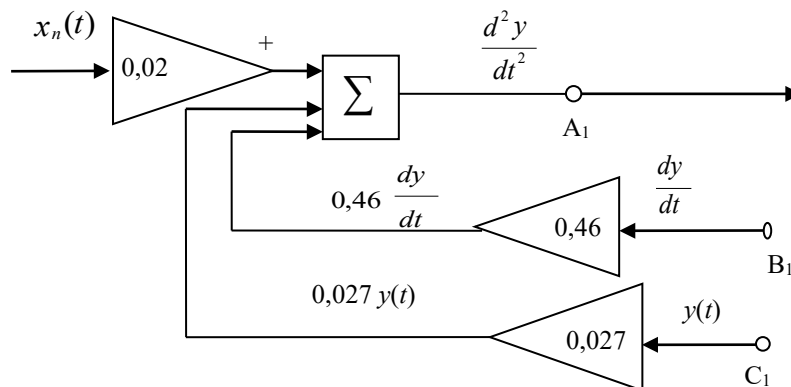 xₙ(t)
0,02
+
∑
d²y/dt²
A₁
0,46 dy/dt
0,46
dy/dt
B₁
0,027 y(t)
0,027
y(t)
C₁